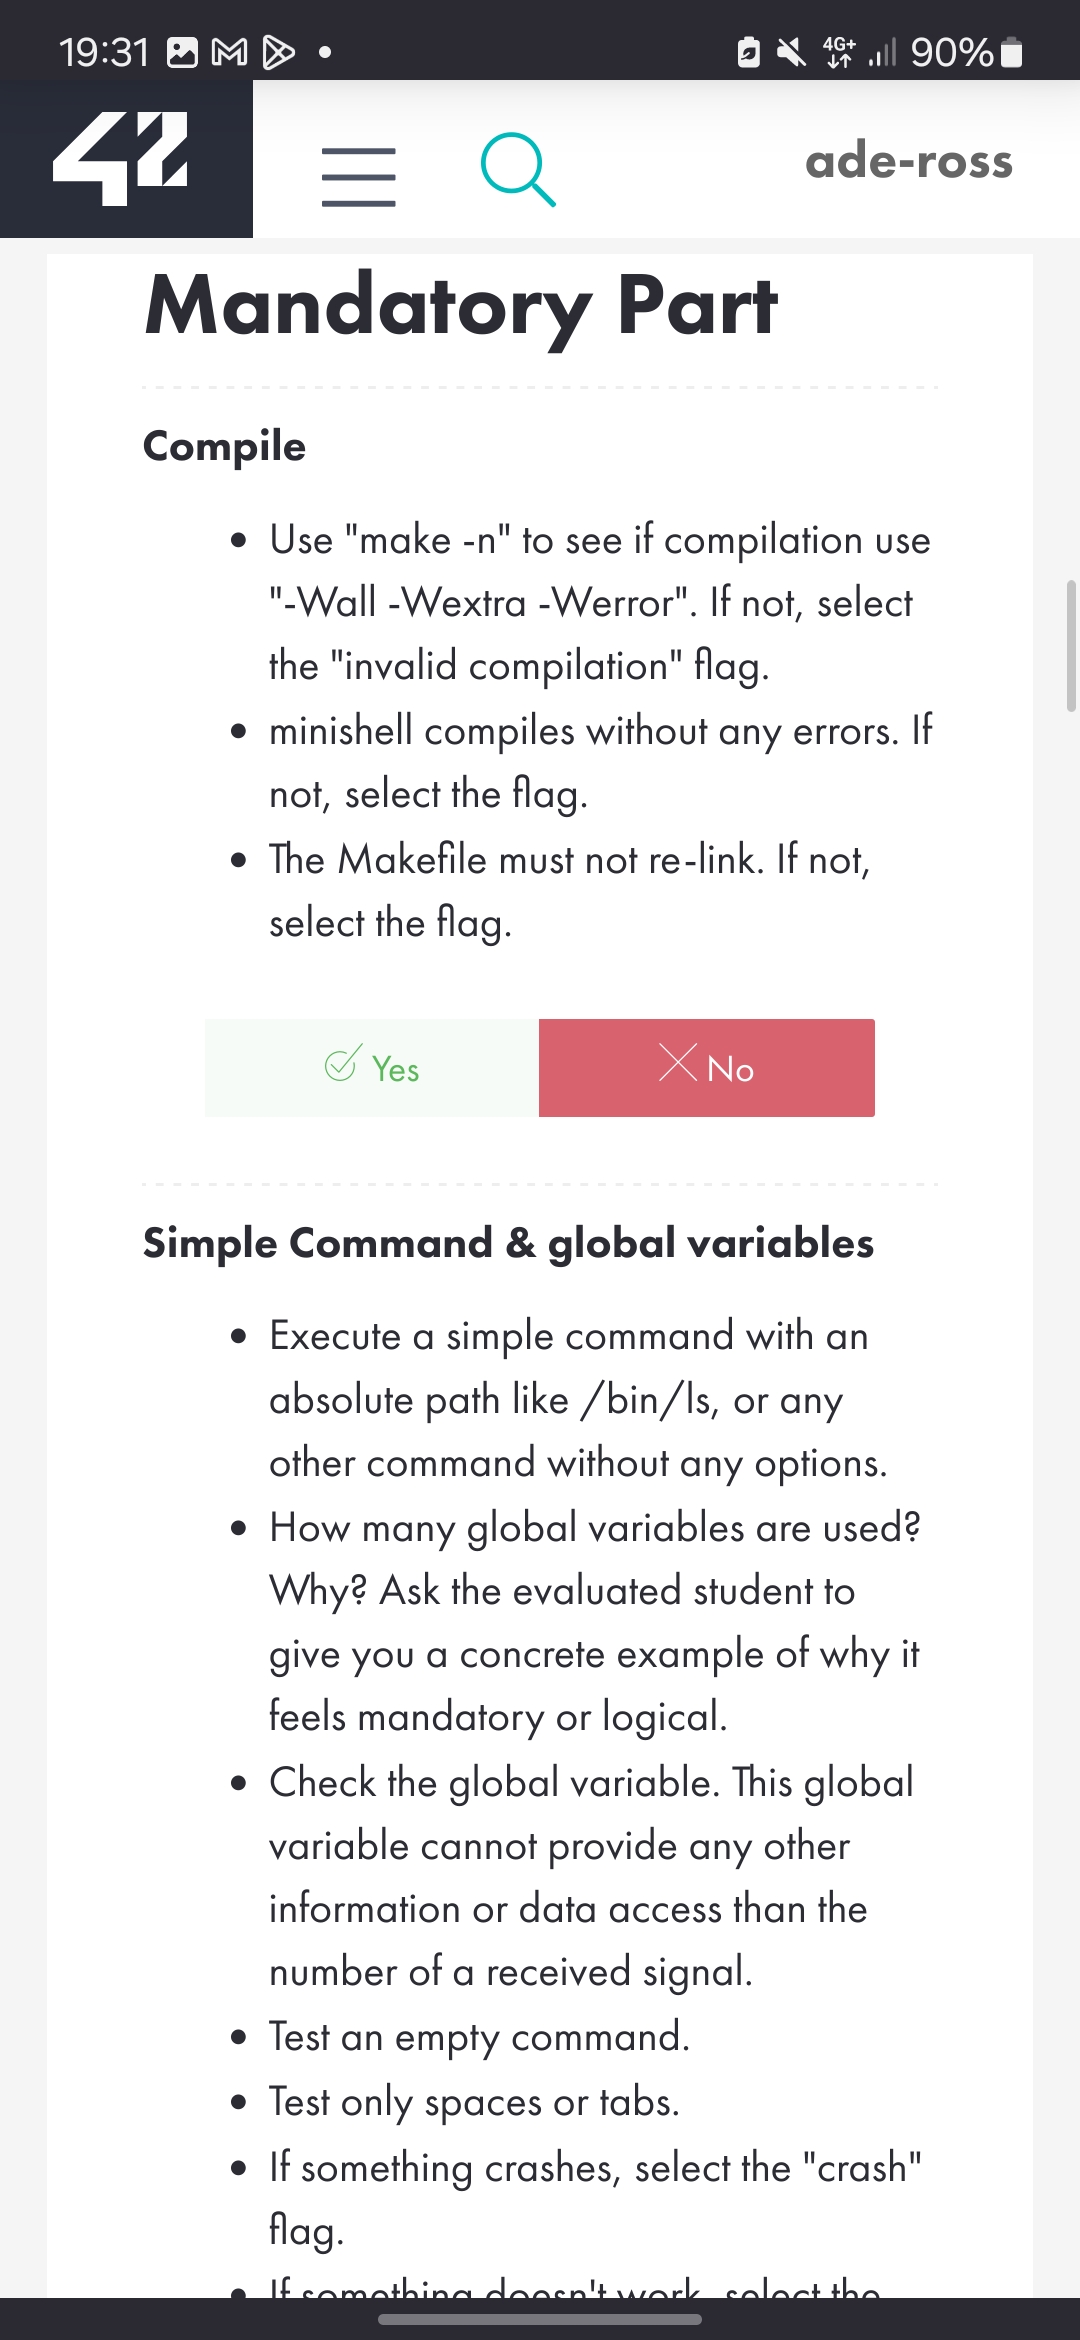 19:31
4G+
90%
42
ade-ross
Mandatory Part
Compile
• Use "make -n" to see if compilation use
"-Wall -Wextra -Werror". If not, select
the "invalid compilation" flag.
• minishell compiles without any errors. If
not, select the flag.
• The Makefile must not re-link. If not,
select the flag.
Yes
No
Simple Command & global variables
• Execute a simple command with an
absolute path like /bin/ls, or any
other command without any options.
• How many global variables are used?
Why? Ask the evaluated student to
give you a concrete example of why it
feels mandatory or logical.
• Check the global variable. This global
variable cannot provide any other
information or data access than the
number of a received signal.
• Test an empty command.
• Test only spaces or tabs.
• If something crashes, select the "crash"
flag.
• If something doesn't work, select the